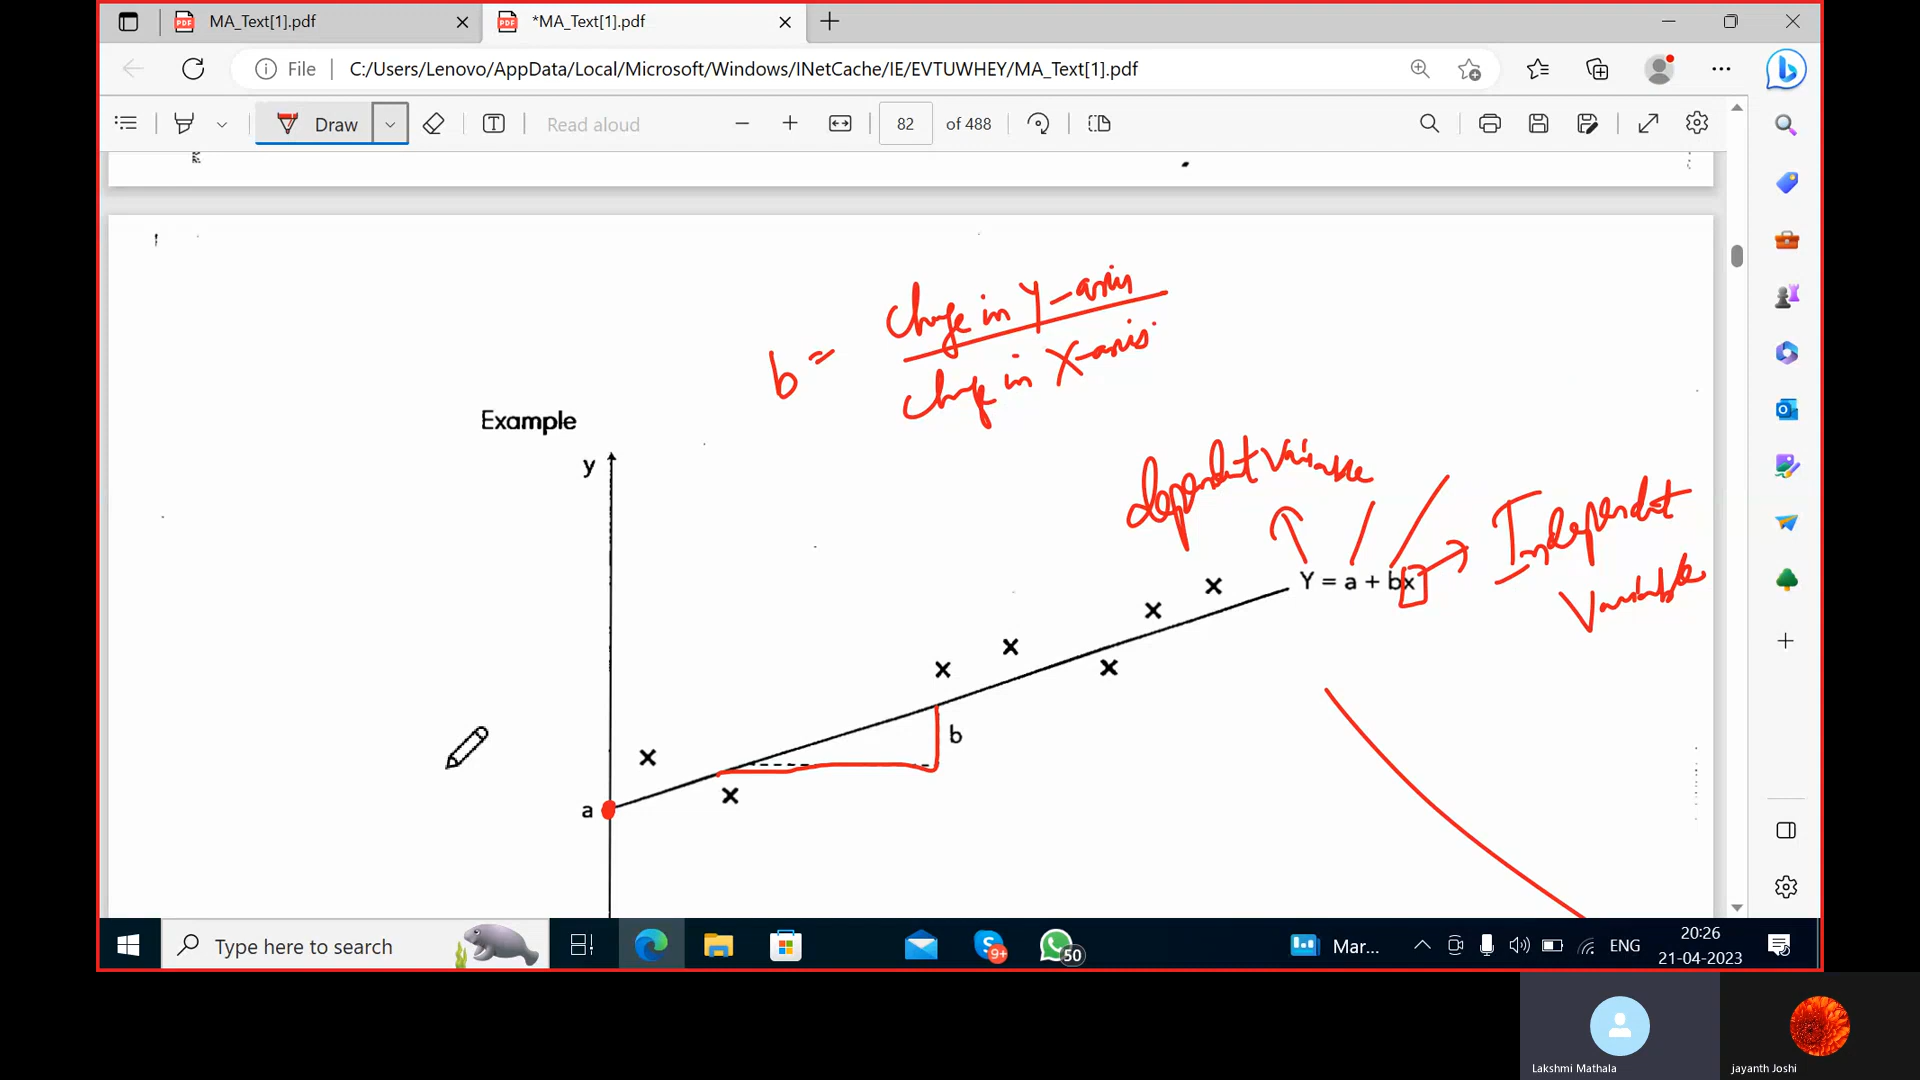 MA_Text[1].pdf
*MA_Text[1].pdf
File
C:/Users/Lenovo/AppData/Local/Microsoft/Windows/INetCache/IE/EVTUWHEY/MA_Text[1].pdf
Draw
Read aloud
82
of 488
Change in Y-axis
b =
Change in X-axis
Example
y
dependent variable
Independent
Variable
Y = a + bx
b
a
Type here to search
50
9+
Mar...
ENG
20:26
21-04-2023
Lakshmi Mathala
jayanth Joshi